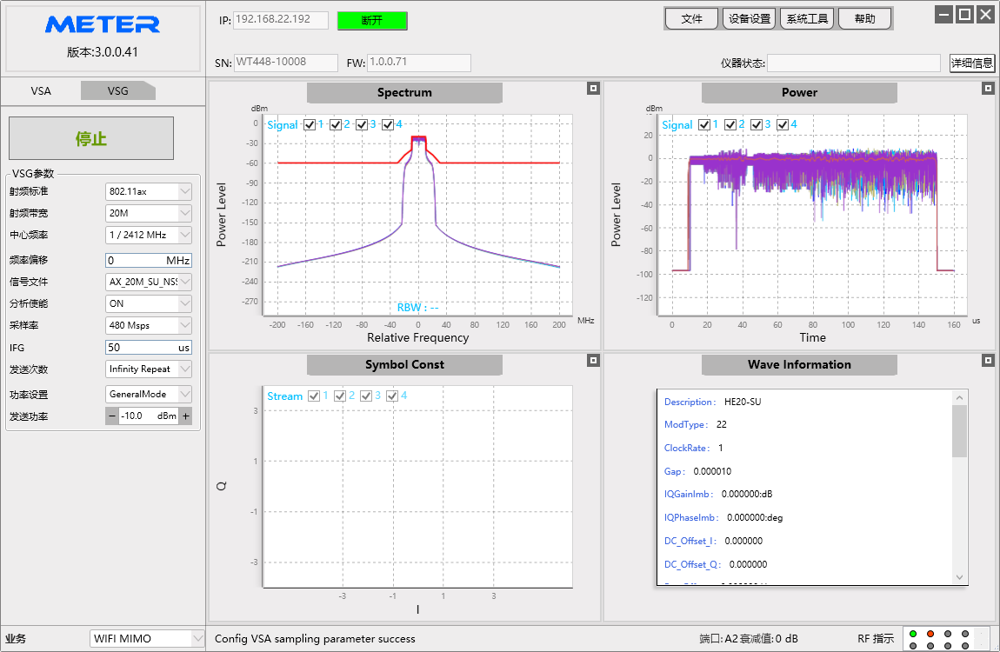 METER
版本:3.0.0.41
IP: 192.168.22.192 断开
文件 设备设置 系统工具 帮助
SN: WT448-10008 FW: 1.0.0.71
仪器状态: 详细信息
VSA VSG
停止
VSG参数
射频标准 802.11ax
射频带宽 20M
中心频率 1 / 2412 MHz
频率偏移 0 MHz
信号文件 AX_20M_SU_NSS
分析使能 ON
采样率 480 Msps
IFG 50 us
发送次数 Infinity Repeat
功率设置 GeneralMode
发送功率 − -10.0 dBm +
业务 WIFI MIMO
Spectrum
dBm
Signal 1 2 3 4
0
-30
-60
-90
-120
-150
-180
-210
-240
-270
Power Level
RBW : --
-200 -160 -120 -80 -40 0 40 80 120 160 200 MHz
Relative Frequency
Power
dBm
Signal 1 2 3 4
20
0
-20
-40
-60
-80
-100
-120
Power Level
0 20 40 60 80 100 120 140 160 us
Time
Symbol Const
Stream 1 2 3 4
3
1
-1
-3
Q
-3 -1 1 3
I
Wave Information
Description: HE20-SU
ModType: 22
ClockRate: 1
Gap: 0.000010
IQGainImb: 0.000000:dB
IQPhaseImb: 0.000000:deg
DC_Offset_I: 0.000000
DC_Offset_Q: 0.000000
Config VSA sampling parameter success
端口: A2 衰减值: 0 dB
RF 指示